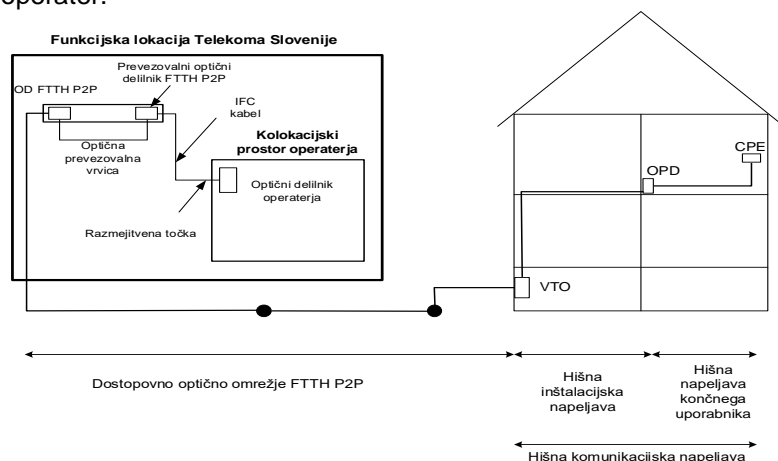 operater.
Funkcijska lokacija Telekoma Slovenije
Prevezovalni optični
delilnik FTTH P2P
OD FTTH P2P
IFC
kabel
Optična
prevezovalna
vrvica
Kolokacijski
prostor operaterja
Optični delilnik
operaterja
Razmejitvena točka
CPE
OPD
VTO
Dostopovno optično omrežje FTTH P2P
Hišna
inštalacijska
napeljava
Hišna
napeljava
končnega
uporabnika
Hišna komunikacijska napeljava